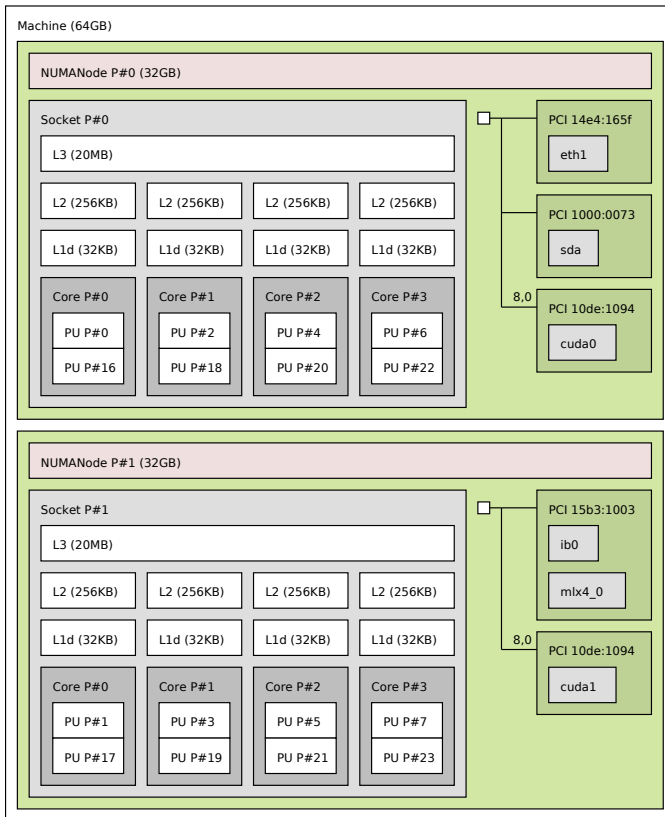 Machine (64GB)
NUMANode P#0 (32GB)
Socket P#0
L3 (20MB)
L2 (256KB) L2 (256KB) L2 (256KB) L2 (256KB)
L1d (32KB) L1d (32KB) L1d (32KB) L1d (32KB)
Core P#0 Core P#1 Core P#2 Core P#3
PU P#0 PU P#2 PU P#4 PU P#6
PU P#16 PU P#18 PU P#20 PU P#22
PCI 14e4:165f
eth1
PCI 1000:0073
sda
8,0
PCI 10de:1094
cuda0
NUMANode P#1 (32GB)
Socket P#1
L3 (20MB)
L2 (256KB) L2 (256KB) L2 (256KB) L2 (256KB)
L1d (32KB) L1d (32KB) L1d (32KB) L1d (32KB)
Core P#0 Core P#1 Core P#2 Core P#3
PU P#1 PU P#3 PU P#5 PU P#7
PU P#17 PU P#19 PU P#21 PU P#23
PCI 15b3:1003
ib0
mlx4_0
8,0
PCI 10de:1094
cuda1